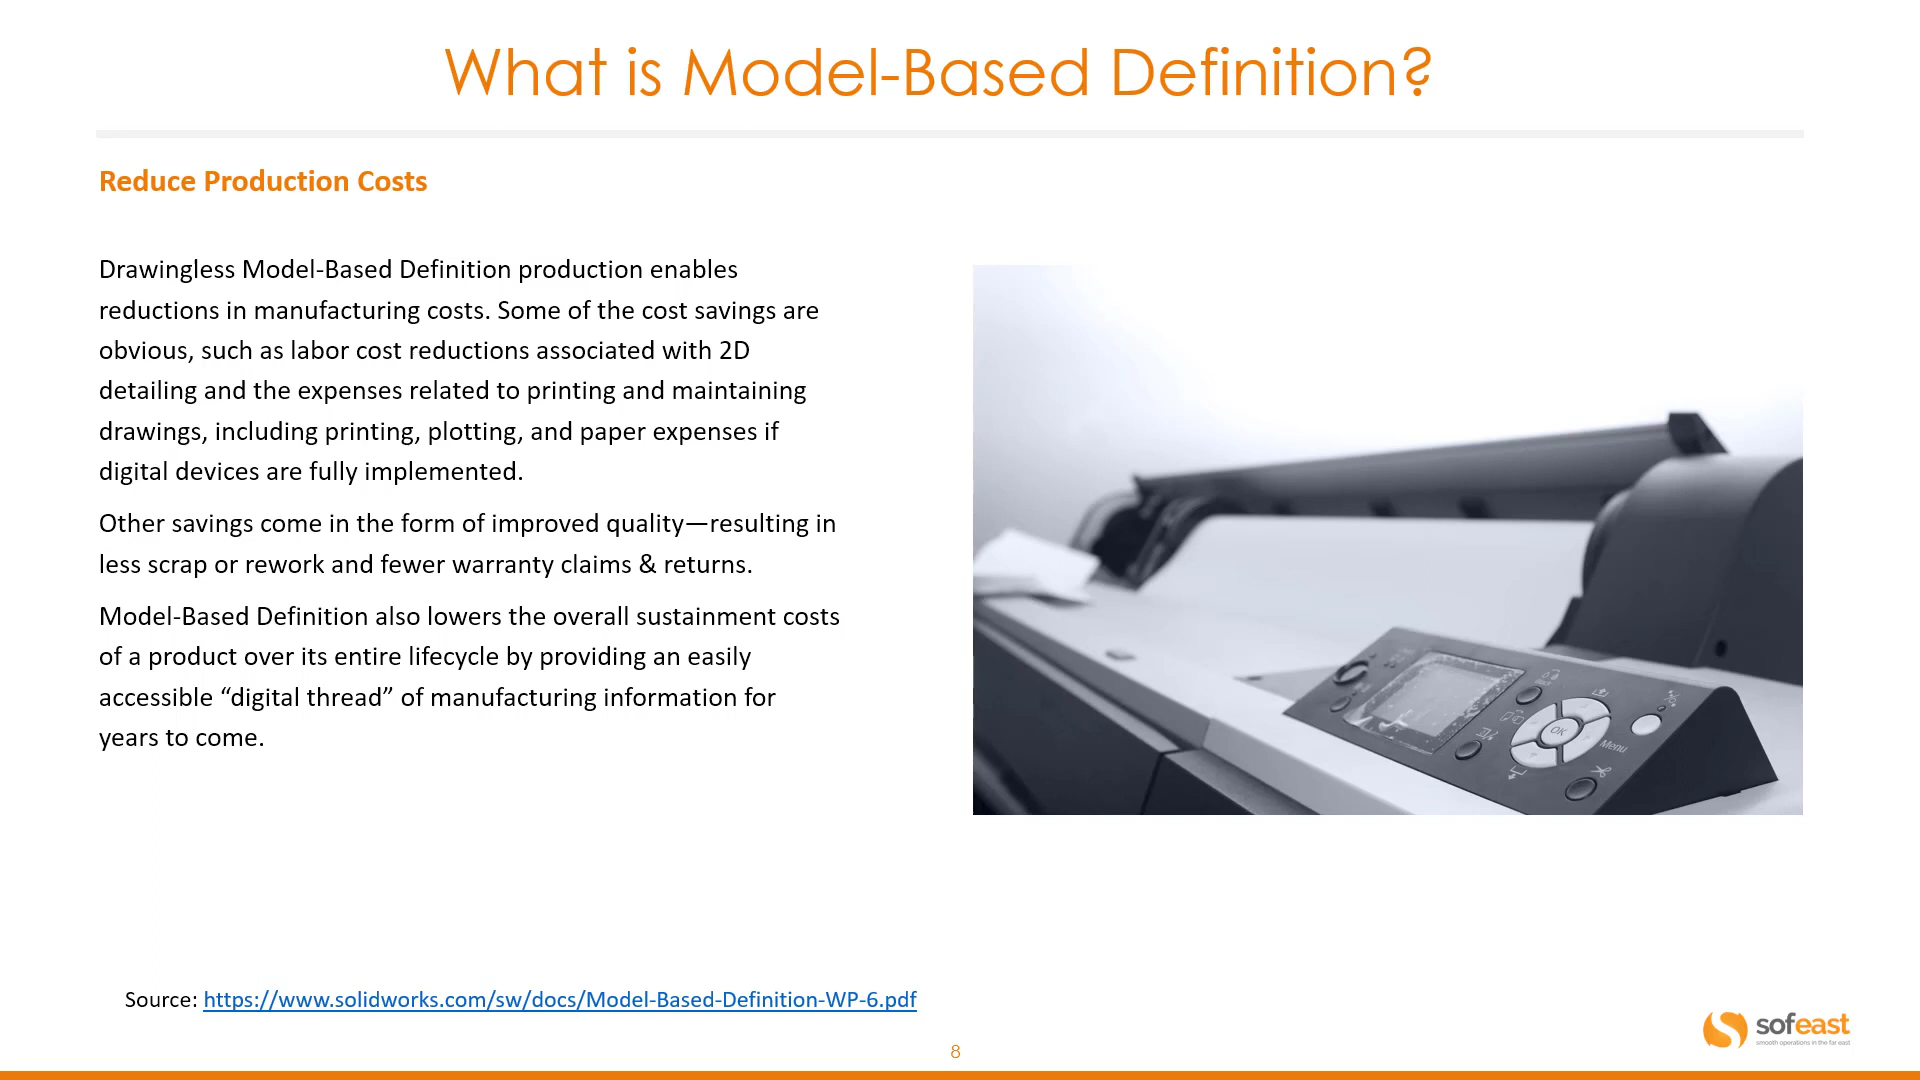 What is Model-Based Definition?
Reduce Production Costs
Drawingless Model-Based Definition production enables
reductions in manufacturing costs. Some of the cost savings are
obvious, such as labor cost reductions associated with 2D
detailing and the expenses related to printing and maintaining
drawings, including printing, plotting, and paper expenses if
digital devices are fully implemented.
Other savings come in the form of improved quality—resulting in
less scrap or rework and fewer warranty claims & returns.
Model-Based Definition also lowers the overall sustainment costs
of a product over its entire lifecycle by providing an easily
accessible “digital thread” of manufacturing information for
years to come.
OK
Menu
Source: https://www.solidworks.com/sw/docs/Model-Based-Definition-WP-6.pdf
sofeast
smooth operations in the far east
8